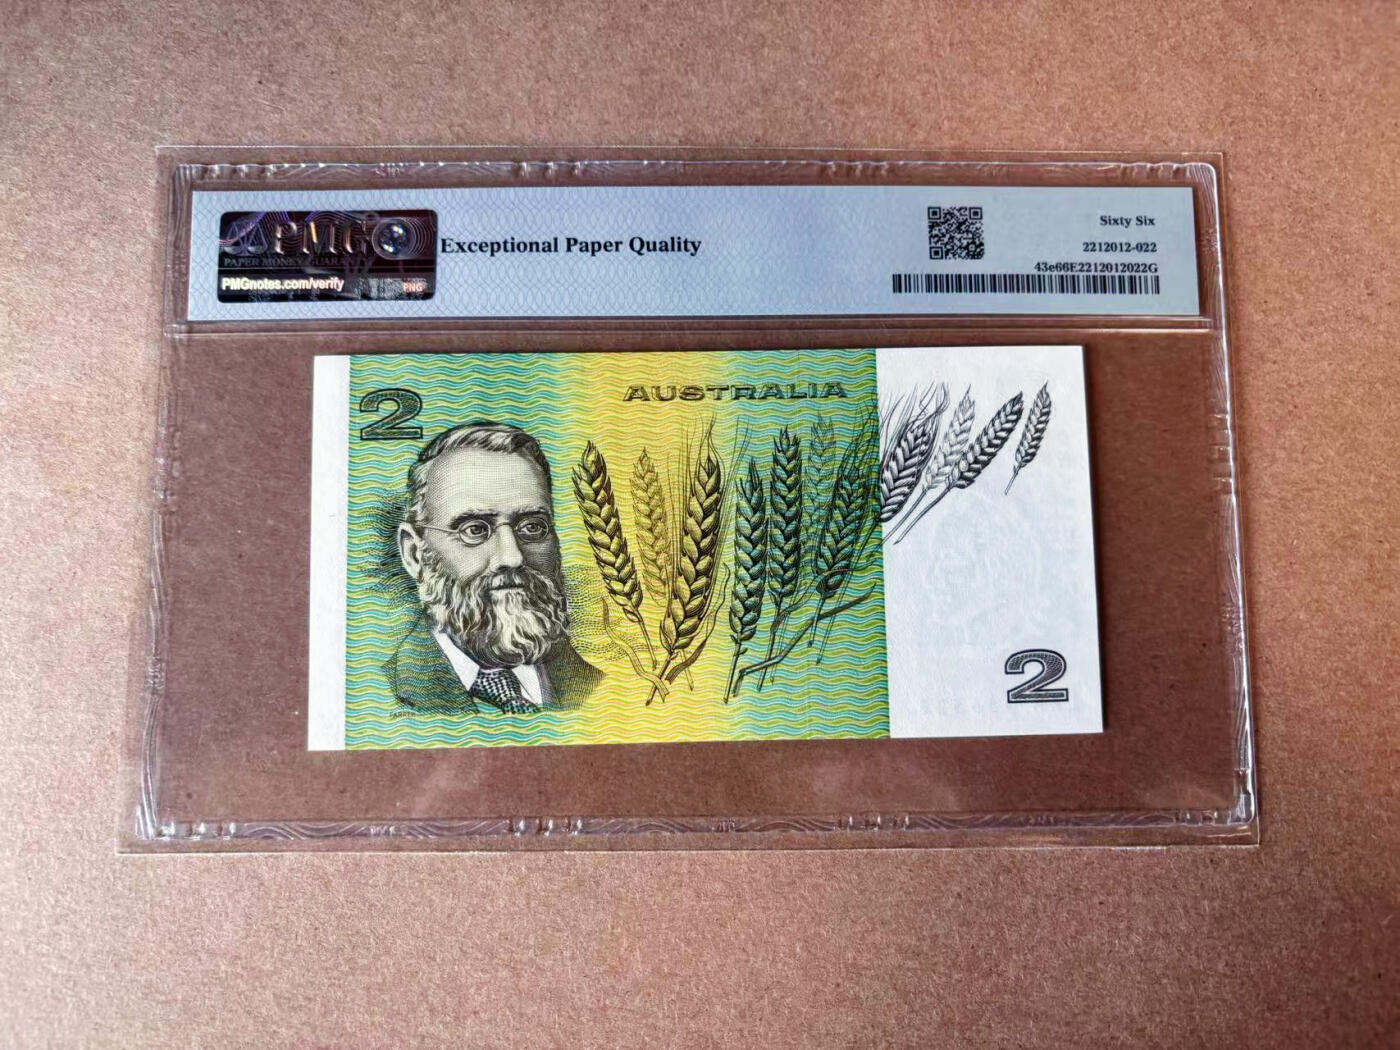 PMG
PAPER MONEY GUARANTY
PMGnotes.com/verify
PNG
Exceptional Paper Quality
Sixty Six
2212012-022
43e66E2212012022G
2
AUSTRALIA
FARRER
2